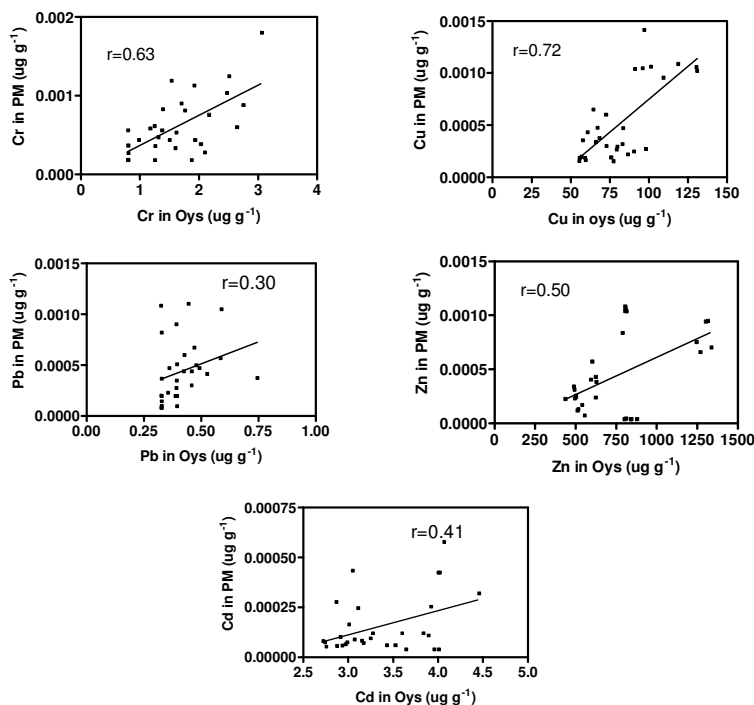 Cr in PM (ug g-1)
0.002
0.001
0.000
r=0.63
0 1 2 3 4
Cr in Oys (ug g-1)
Cu in PM (ug g-1)
0.0015
0.0010
0.0005
0.0000
r=0.72
0 25 50 75 100 125 150
Cu in oys (ug g-1)
Pb in PM (ug g-1)
0.0015
0.0010
0.0005
0.0000
r=0.30
0.00 0.25 0.50 0.75 1.00
Pb in Oys (ug g-1)
Zn in PM (ug g-1)
0.0015
0.0010
0.0005
0.0000
r=0.50
0 250 500 750 1000 1250 1500
Zn in Oys (ug g-1)
Cd in PM (ug g-1)
0.00075
0.00050
0.00025
0.00000
r=0.41
2.5 3.0 3.5 4.0 4.5 5.0
Cd in Oys (ug g-1)